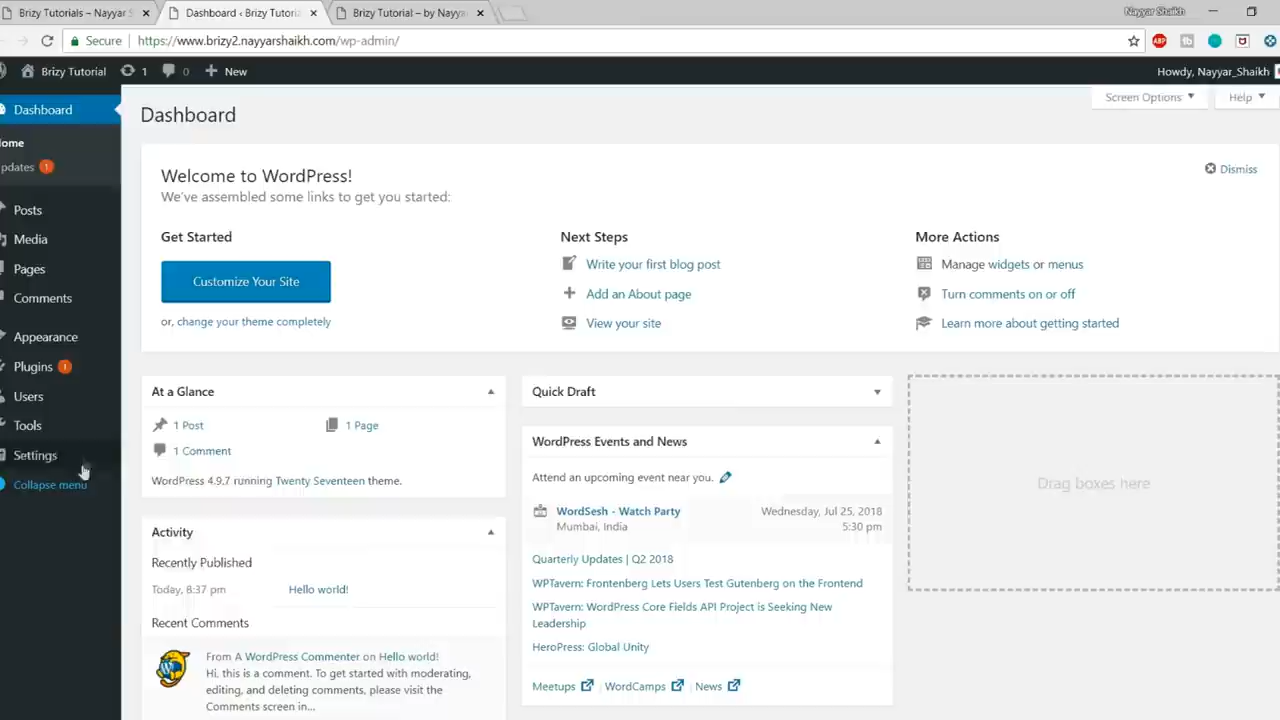 Brizy Tutorials – Nayyar S
Dashboard ‹ Brizy Tutoria
Brizy Tutorial – by Nayya
Nayyar Shaikh
Secure
https://www.brizy2.nayyarshaikh.com/wp-admin/
ABP
Brizy Tutorial
1
0
New
Howdy, Nayyar_Shaikh
Dashboard
ome
pdates 1
Posts
Media
Pages
Comments
Appearance
Plugins 1
Users
Tools
Settings
Collapse menu
Dashboard
Screen Options
Help
Welcome to WordPress!
We've assembled some links to get you started:
Dismiss
Get Started
Customize Your Site
or, change your theme completely
Next Steps
Write your first blog post
Add an About page
View your site
More Actions
Manage widgets or menus
Turn comments on or off
Learn more about getting started
At a Glance
1 Post
1 Page
1 Comment
WordPress 4.9.7 running Twenty Seventeen theme.
Activity
Recently Published
Today, 8:37 pm
Hello world!
Recent Comments
From A WordPress Commenter on Hello world!
Hi, this is a comment. To get started with moderating,
editing, and deleting comments, please visit the
Comments screen in...
Quick Draft
WordPress Events and News
Attend an upcoming event near you.
WordSesh - Watch Party
Mumbai, India
Wednesday, Jul 25, 2018
5:30 pm
Quarterly Updates | Q2 2018
WPTavern: Frontenberg Lets Users Test Gutenberg on the Frontend
WPTavern: WordPress Core Fields API Project is Seeking New
Leadership
HeroPress: Global Unity
Meetups
WordCamps
News
Drag boxes here